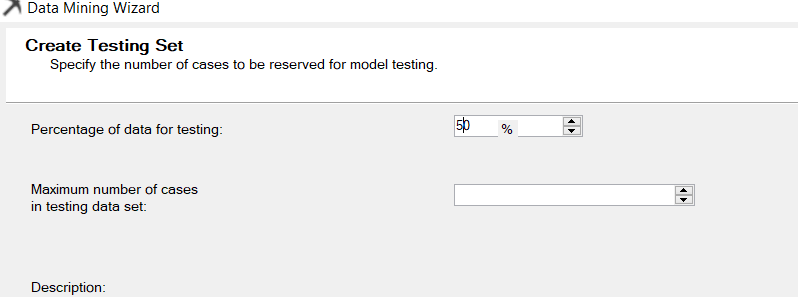 Data Mining Wizard
Create Testing Set
Specify the number of cases to be reserved for model testing.
Percentage of data for testing:
50 %
Maximum number of cases
in testing data set:
Description: